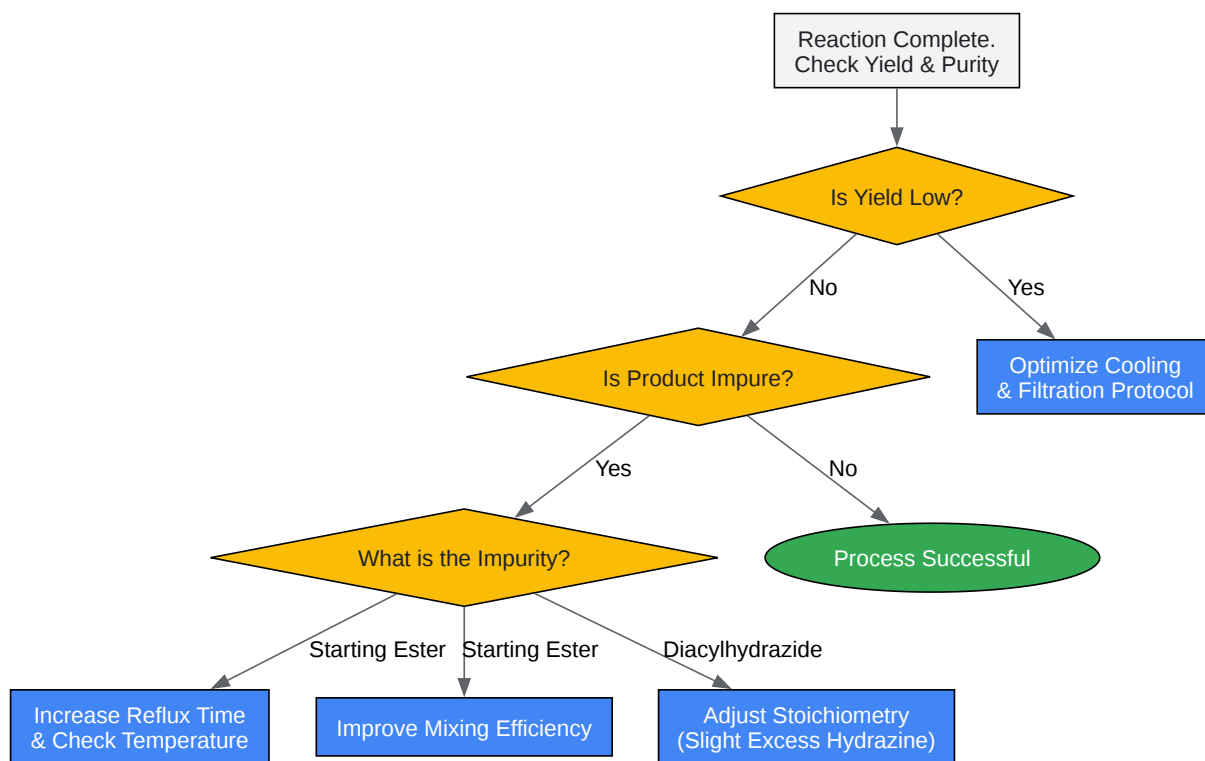 Reaction Complete.
Check Yield & Purity
Is Yield Low?
No
Yes
Is Product Impure?
Optimize Cooling
& Filtration Protocol
Yes
No
What is the Impurity?
Process Successful
Starting Ester
Starting Ester
Diacylhydrazide
Increase Reflux Time
& Check Temperature
Improve Mixing Efficiency
Adjust Stoichiometry
(Slight Excess Hydrazine)